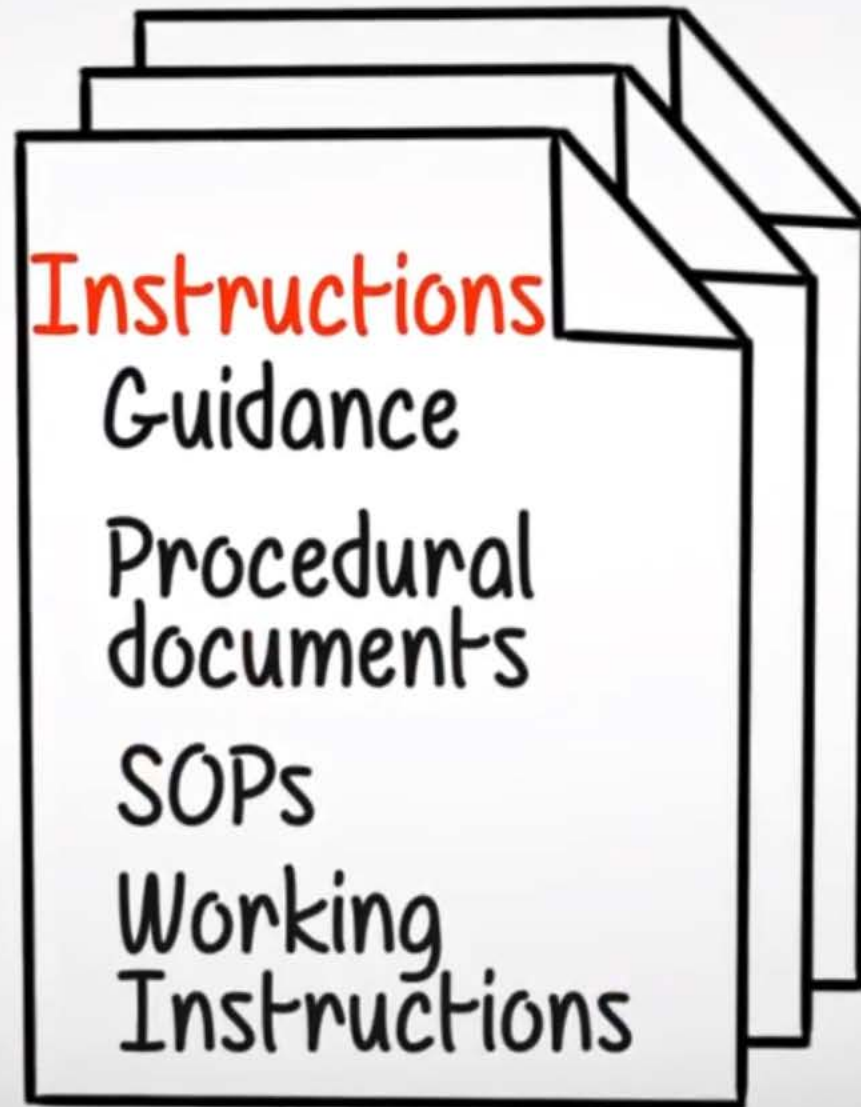 Instructions
Guidance
Procedural
documents
SOPs
Working
Instructions